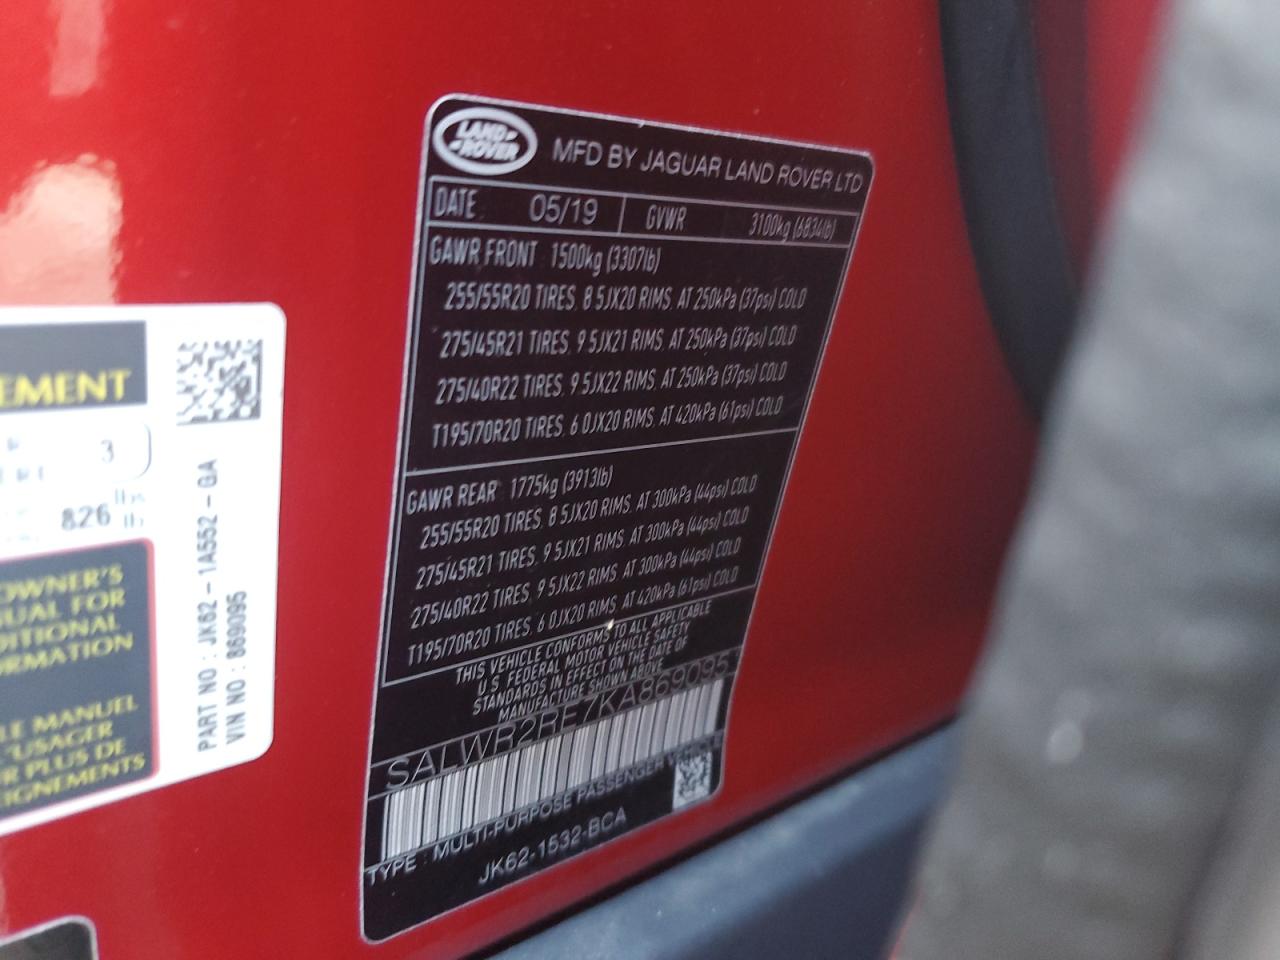 LAND-
-ROVER
MFD BY JAGUAR LAND ROVER LTD
DATE 05/19 GVWR 3100kg (6834lb)
GAWR FRONT 1500kg (3307lb)
255/55R20 TIRES, 8.5JX20 RIMS, AT 250kPa (37psi) COLD
275/45R21 TIRES, 9.5JX21 RIMS, AT 250kPa (37psi) COLD
275/40R22 TIRES, 9.5JX22 RIMS, AT 250kPa (37psi) COLD
T195/70R20 TIRES, 6.0JX20 RIMS, AT 420kPa (61psi) COLD
GAWR REAR 1775kg (3913lb)
255/55R20 TIRES, 8.5JX20 RIMS, AT 300kPa (44psi) COLD
275/45R21 TIRES, 9.5JX21 RIMS, AT 300kPa (44psi) COLD
275/40R22 TIRES, 9.5JX22 RIMS, AT 300kPa (44psi) COLD
T195/70R20 TIRES, 6.0JX20 RIMS, AT 420kPa (61psi) COLD
THIS VEHICLE CONFORMS TO ALL APPLICABLE
U.S. FEDERAL MOTOR VEHICLE SAFETY
STANDARDS IN EFFECT ON THE DATE OF
MANUFACTURE SHOWN ABOVE
SALWR2RE7KA869095
TYPE : MULTI-PURPOSE PASSENGER VEHICLE
JK62-1532-BCA
EMENT
3
826 lbs
lb
OWNER'S
UAL FOR
DITIONAL
ORMATION
LE MANUEL
L'USAGER
R PLUS DE
EIGNEMENTS
PART NO : JK62-1A552-GA
VIN NO : 869095